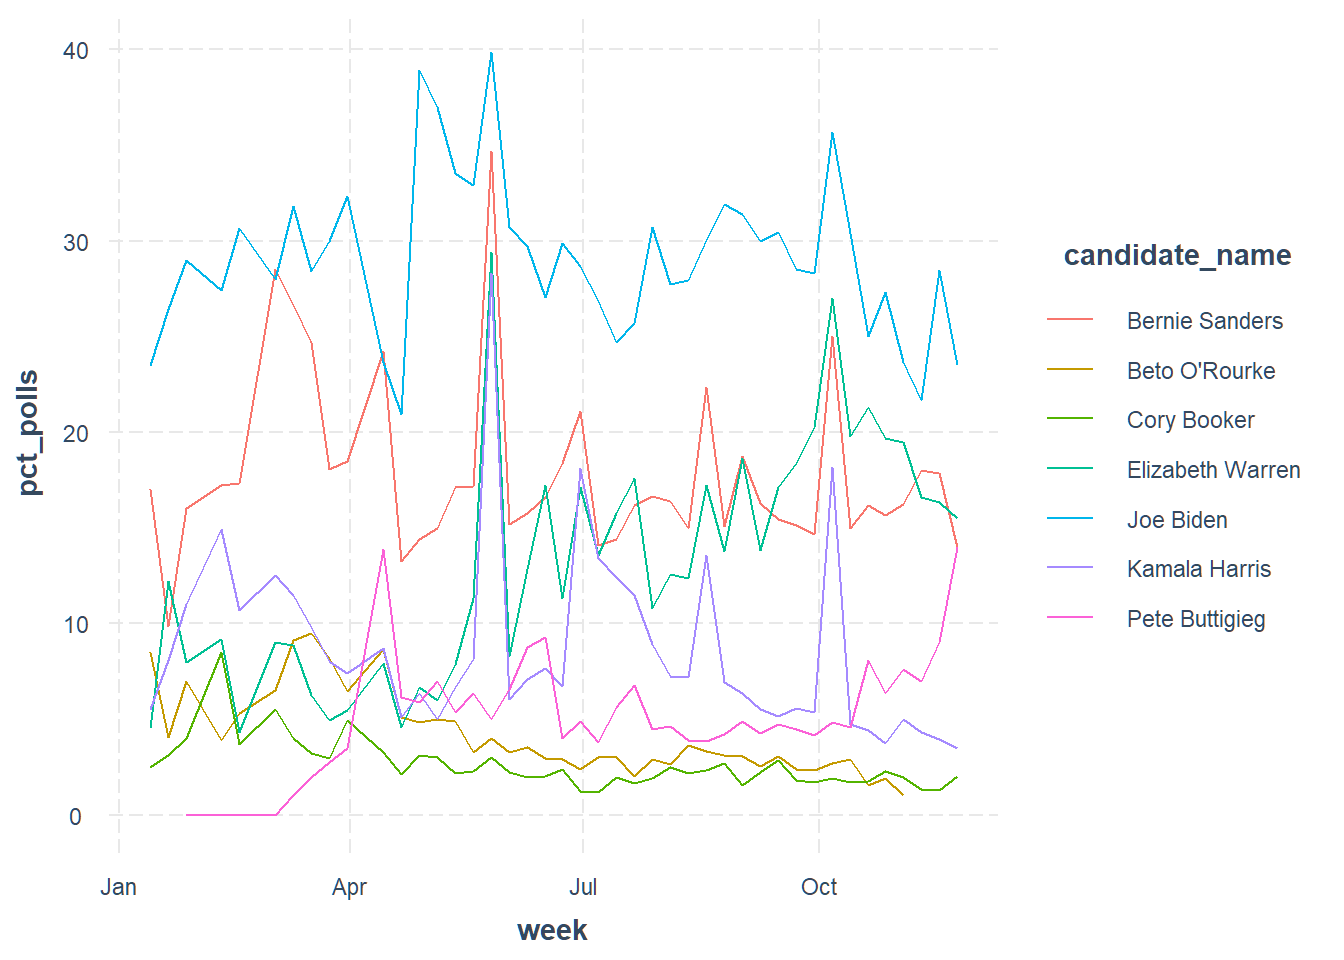 40
30
20
10
0
pct_polls
Jan Apr Jul Oct
week
candidate_name
Bernie Sanders
Beto O'Rourke
Cory Booker
Elizabeth Warren
Joe Biden
Kamala Harris
Pete Buttigieg